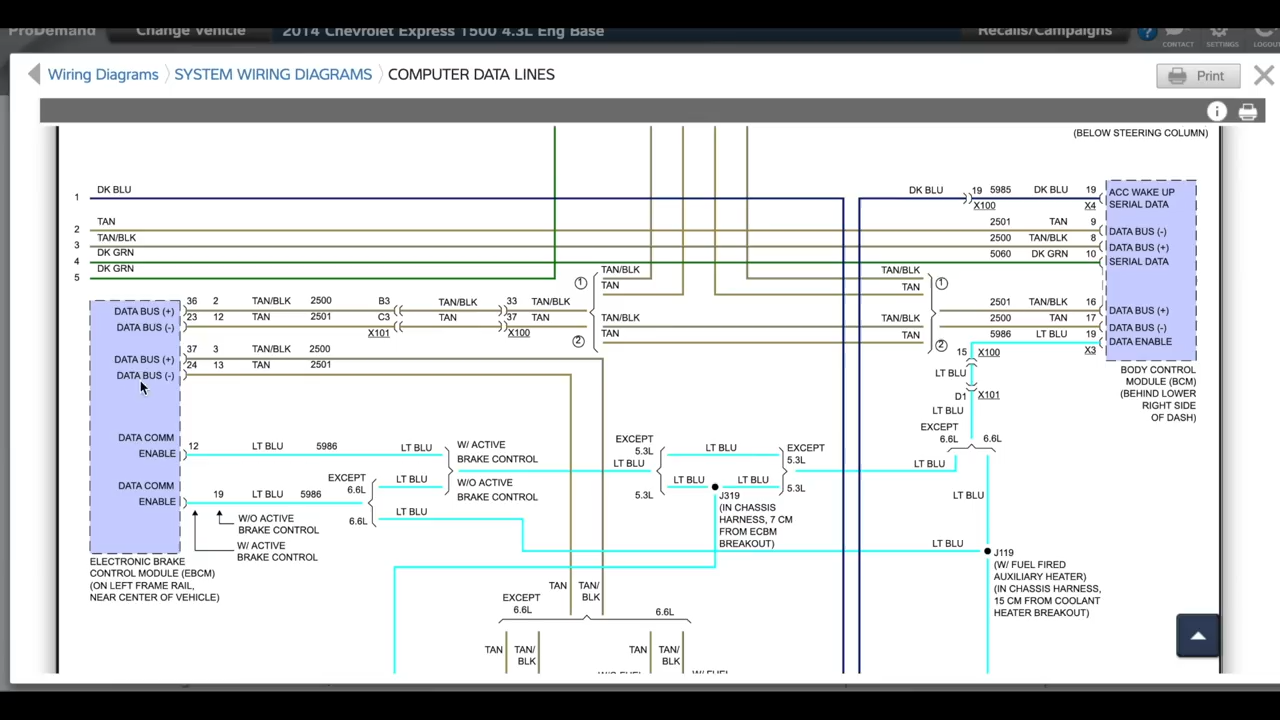 ProDemand
Change Vehicle
2014 Chevrolet Express 1500 4.3L Eng Base
Recalls/Campaigns
?
CONTACT
SETTINGS
LOGOUT
Wiring Diagrams
SYSTEM WIRING DIAGRAMS
COMPUTER DATA LINES
Print
i
(BELOW STEERING COLUMN)
1 DK BLU
DK BLU 19 5985 DK BLU 19 ACC WAKE UP
X100 X4 SERIAL DATA
2 TAN
2501 TAN 9 DATA BUS (-)
3 TAN/BLK
2500 TAN/BLK 8 DATA BUS (+)
4 DK GRN
5060 DK GRN 10 SERIAL DATA
5 DK GRN
1 TAN/BLK
TAN
TAN/BLK 1
TAN
DATA BUS (+) 36 2 TAN/BLK 2500 B3 TAN/BLK 33 TAN/BLK
DATA BUS (-) 23 12 TAN 2501 C3 TAN 37 TAN
X101 X100
2 TAN/BLK
TAN
TAN/BLK
TAN 2
2501 TAN/BLK 16 DATA BUS (+)
2500 TAN 17 DATA BUS (-)
5986 LT BLU 19 DATA ENABLE
X3
DATA BUS (+) 37 3 TAN/BLK 2500
DATA BUS (-) 24 13 TAN 2501
15 X100
LT BLU
D1 X101
LT BLU
BODY CONTROL
MODULE (BCM)
(BEHIND LOWER
RIGHT SIDE
OF DASH)
EXCEPT
6.6L 6.6L
DATA COMM
ENABLE 12 LT BLU 5986 LT BLU
W/ ACTIVE
BRAKE CONTROL
W/O ACTIVE
BRAKE CONTROL
EXCEPT
5.3L
LT BLU
5.3L
LT BLU
LT BLU LT BLU
EXCEPT
5.3L
5.3L
LT BLU
DATA COMM
ENABLE 19 LT BLU 5986
EXCEPT
6.6L
6.6L
LT BLU
LT BLU
LT BLU
W/O ACTIVE
BRAKE CONTROL
W/ ACTIVE
BRAKE CONTROL
J319
(IN CHASSIS
HARNESS, 7 CM
FROM ECBM
BREAKOUT)
LT BLU
J119
(W/ FUEL FIRED
AUXILIARY HEATER)
(IN CHASSIS HARNESS,
15 CM FROM COOLANT
HEATER BREAKOUT)
ELECTRONIC BRAKE
CONTROL MODULE (EBCM)
(ON LEFT FRAME RAIL,
NEAR CENTER OF VEHICLE)
TAN TAN/
BLK
EXCEPT
6.6L
6.6L
TAN TAN/
BLK
TAN TAN/
BLK
W/O FUEL W/ FUEL